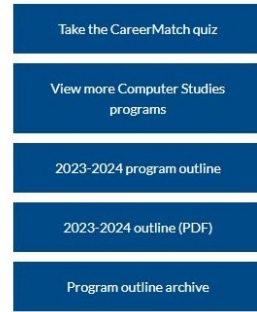 Take the CareerMatch quiz
View more Computer Studies
programs
2023-2024 program outline
2023-2024 outline (PDF)
Program outline archive